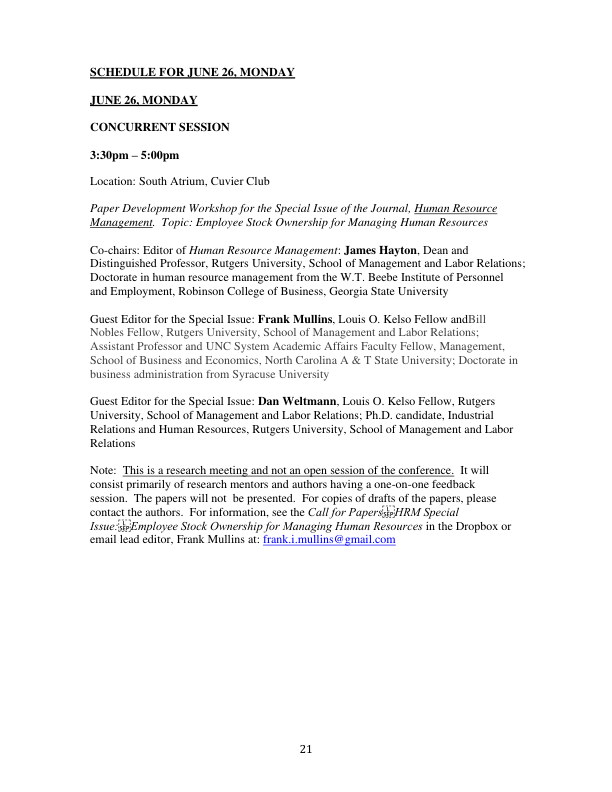 SCHEDULE FOR JUNE 26, MONDAY
JUNE 26, MONDAY
CONCURRENT SESSION
3:30pm – 5:00pm
Location: South Atrium, Cuvier Club
Paper Development Workshop for the Special Issue of the Journal, Human Resource
Management.  Topic: Employee Stock Ownership for Managing Human Resources
Co-chairs: Editor of Human Resource Management: James Hayton, Dean and
Distinguished Professor, Rutgers University, School of Management and Labor Relations;
Doctorate in human resource management from the W.T. Beebe Institute of Personnel
and Employment, Robinson College of Business, Georgia State University
Guest Editor for the Special Issue: Frank Mullins, Louis O. Kelso Fellow andBill
Nobles Fellow, Rutgers University, School of Management and Labor Relations;
Assistant Professor and UNC System Academic Affairs Faculty Fellow, Management,
School of Business and Economics, North Carolina A & T State University; Doctorate in
business administration from Syracuse University
Guest Editor for the Special Issue: Dan Weltmann, Louis O. Kelso Fellow, Rutgers
University, School of Management and Labor Relations; Ph.D. candidate, Industrial
Relations and Human Resources, Rutgers University, School of Management and Labor
Relations
Note:  This is a research meeting and not an open session of the conference.  It will
consist primarily of research mentors and authors having a one-on-one feedback
session.  The papers will not  be presented.  For copies of drafts of the papers, please
contact the authors.  For information, see the Call for Papers LSEP HRM Special
Issue: LSEP Employee Stock Ownership for Managing Human Resources in the Dropbox or
email lead editor, Frank Mullins at: frank.i.mullins@gmail.com
21